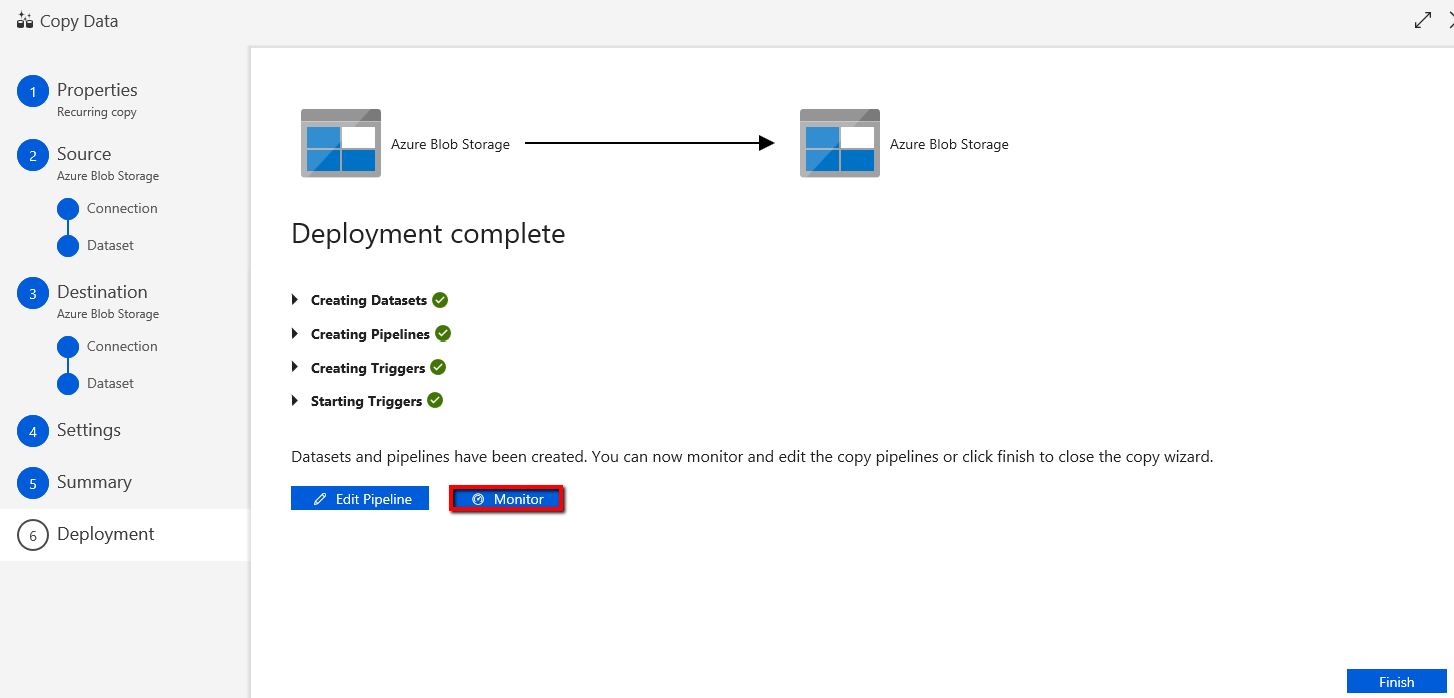 Copy Data
1 Properties
Recurring copy
2 Source
Azure Blob Storage
Connection
Dataset
3 Destination
Azure Blob Storage
Connection
Dataset
4 Settings
5 Summary
6 Deployment
Azure Blob Storage
Azure Blob Storage
Deployment complete
Creating Datasets
Creating Pipelines
Creating Triggers
Starting Triggers
Datasets and pipelines have been created. You can now monitor and edit the copy pipelines or click finish to close the copy wizard.
Edit Pipeline
Monitor
Finish